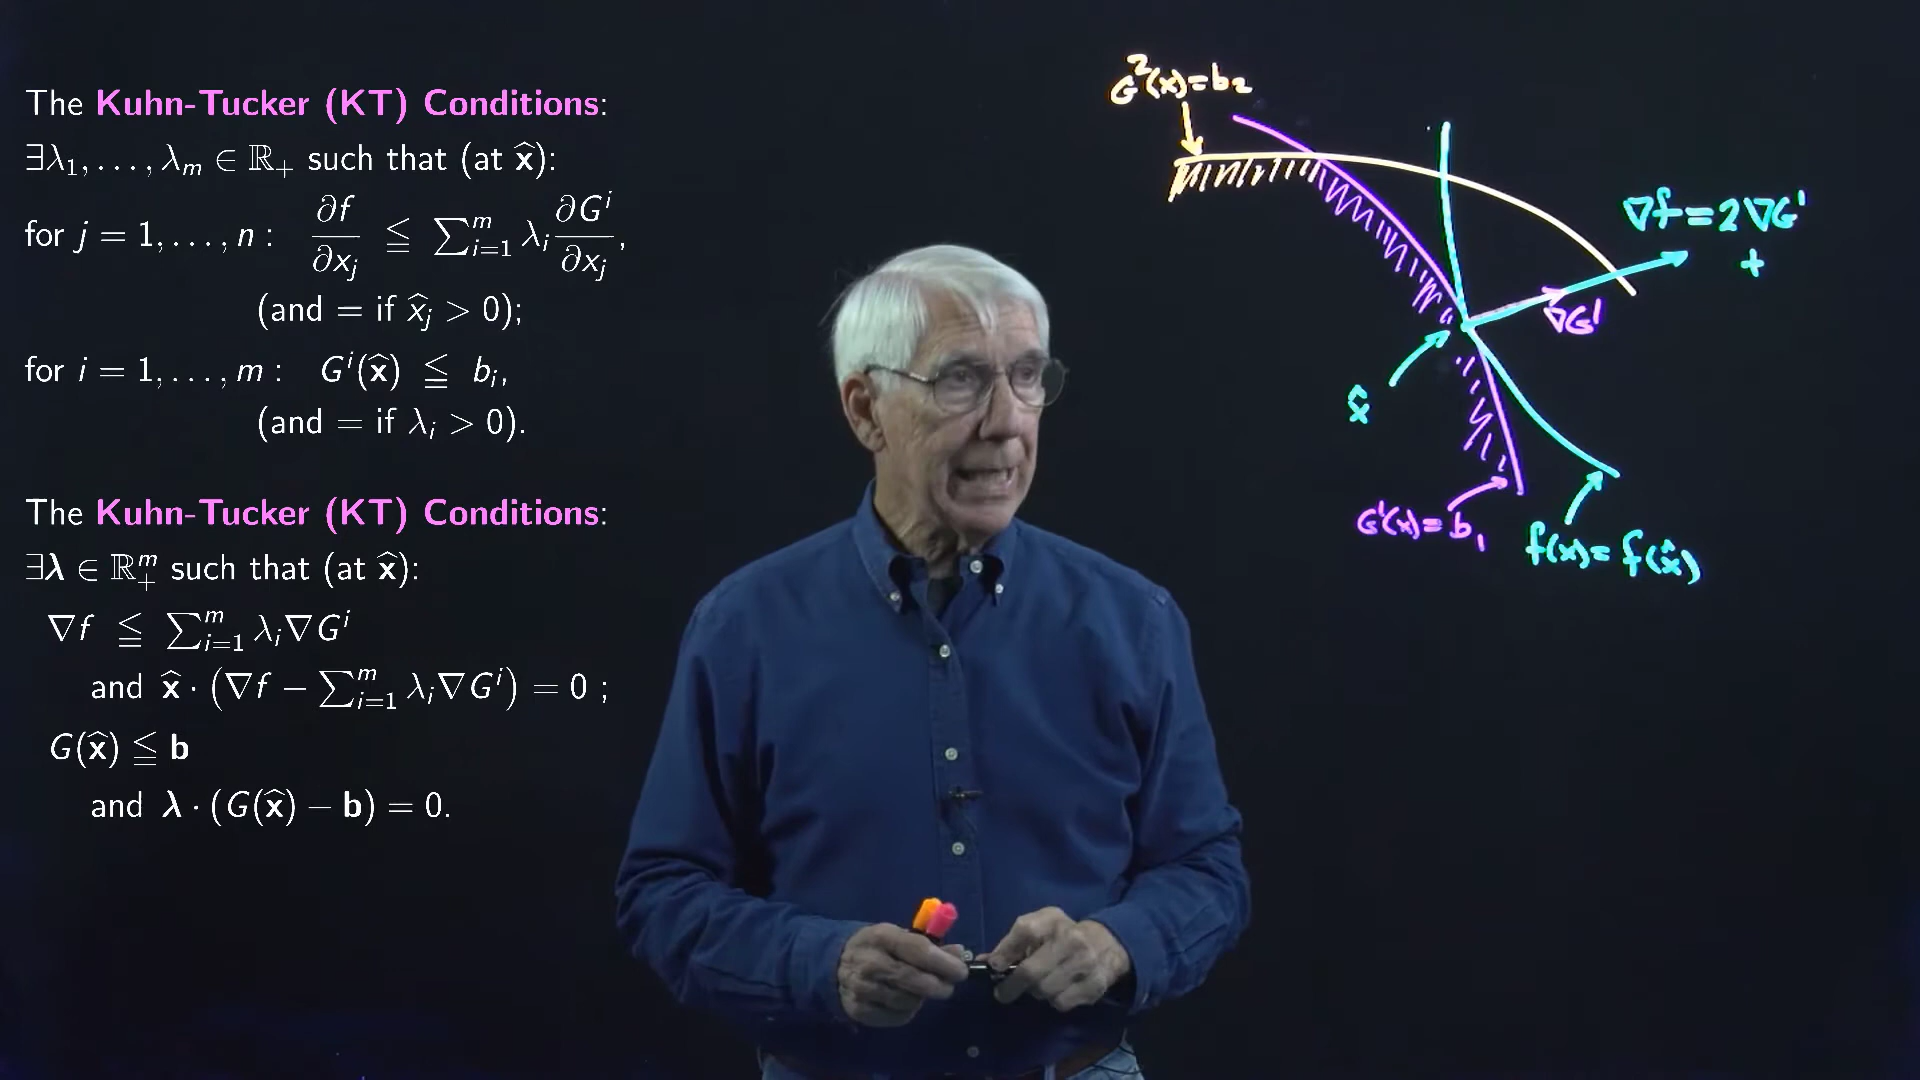 The Kuhn-Tucker (KT) Conditions:
∃λ₁, . . . , λₘ ∈ ℝ₊ such that (at x̂):
for j = 1, . . . , n : ∂f/∂xⱼ ≦ ∑ᵢ₌₁ᵐ λᵢ ∂Gⁱ/∂xⱼ,
(and = if x̂ⱼ > 0);
for i = 1, . . . , m : Gⁱ(x̂) ≦ bᵢ,
(and = if λᵢ > 0).
The Kuhn-Tucker (KT) Conditions:
∃λ ∈ ℝ₊ᵐ such that (at x̂):
∇f ≦ ∑ᵢ₌₁ᵐ λᵢ∇Gⁱ
and x̂ · (∇f − ∑ᵢ₌₁ᵐ λᵢ∇Gⁱ) = 0 ;
G(x̂) ≦ b
and λ · (G(x̂) − b) = 0.
G²(x)=b₂
∇f=2∇G¹
+
∇G¹
x̂
G¹(x)=b₁
f(x)=f(x̂)